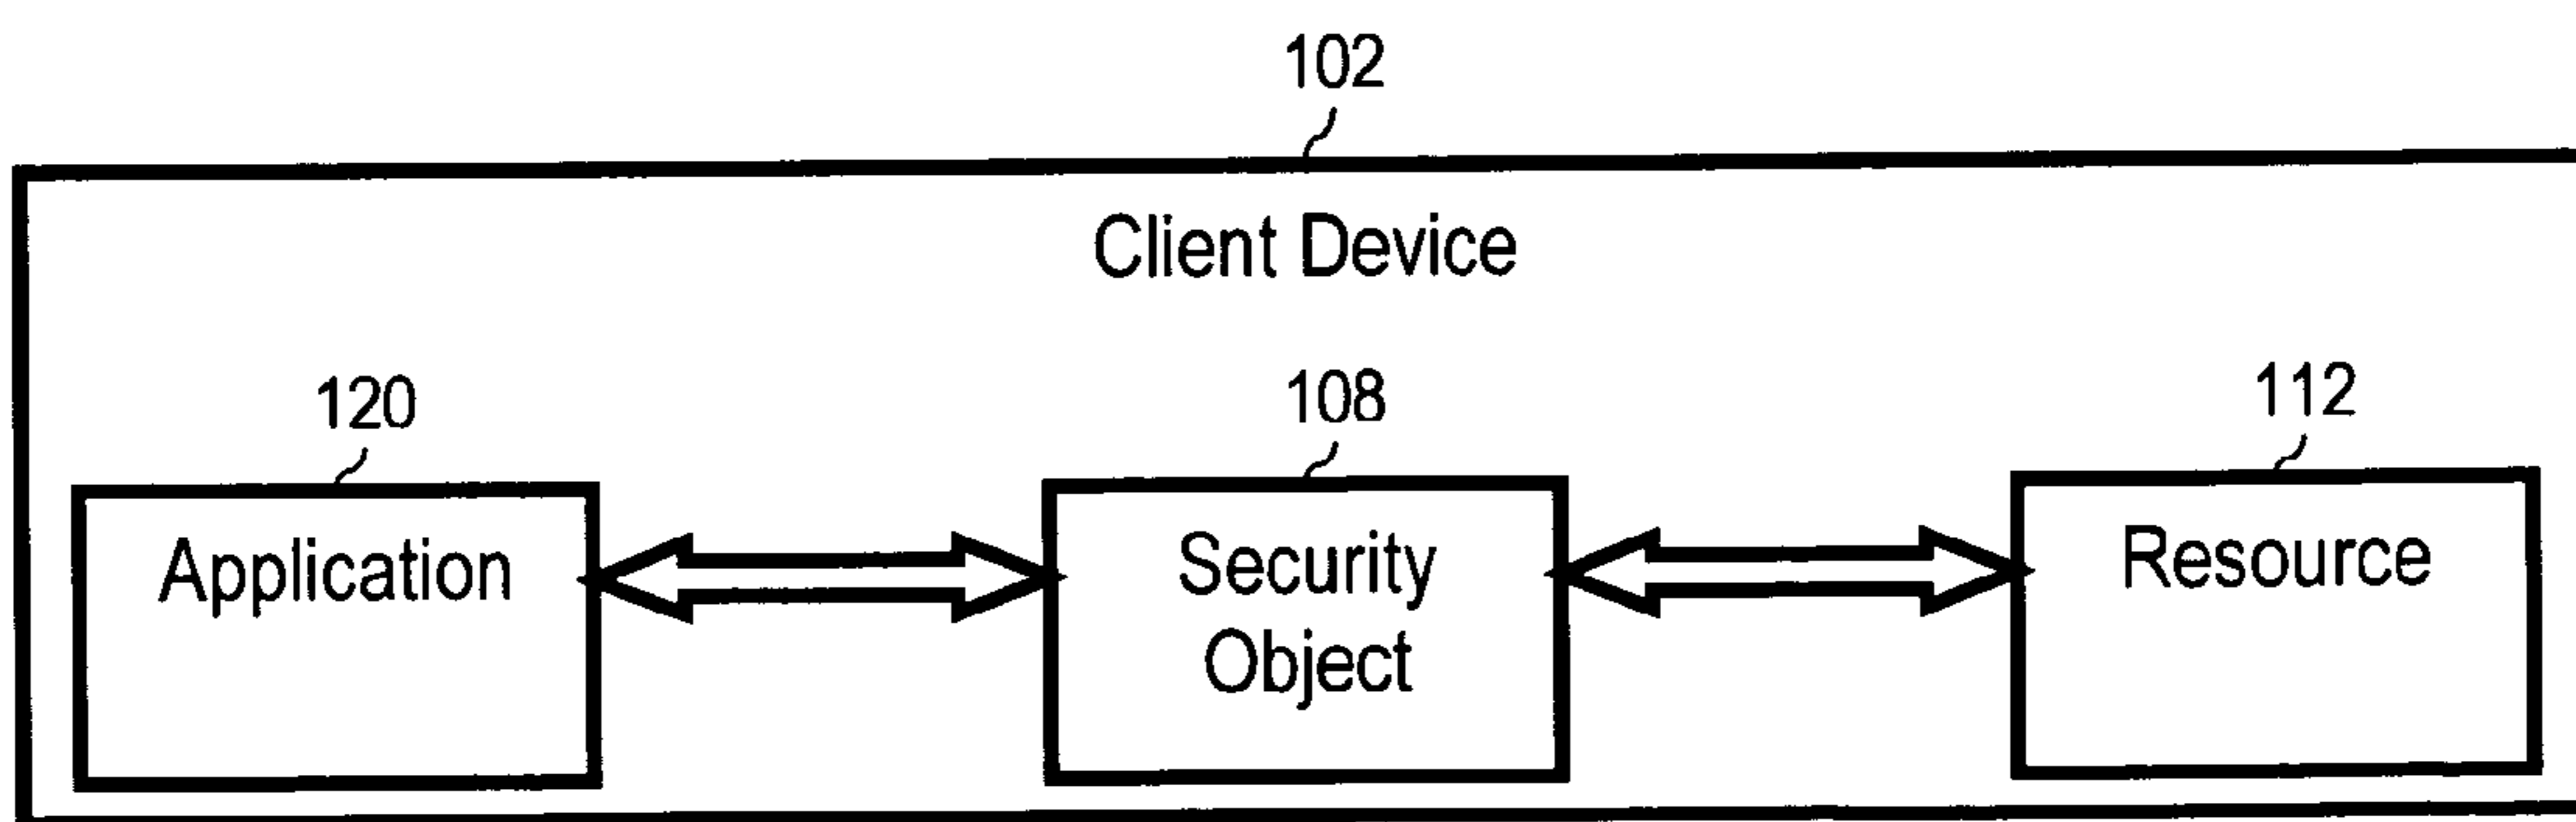 102
Client Device
120
108
112
Application
Security
Object
Resource